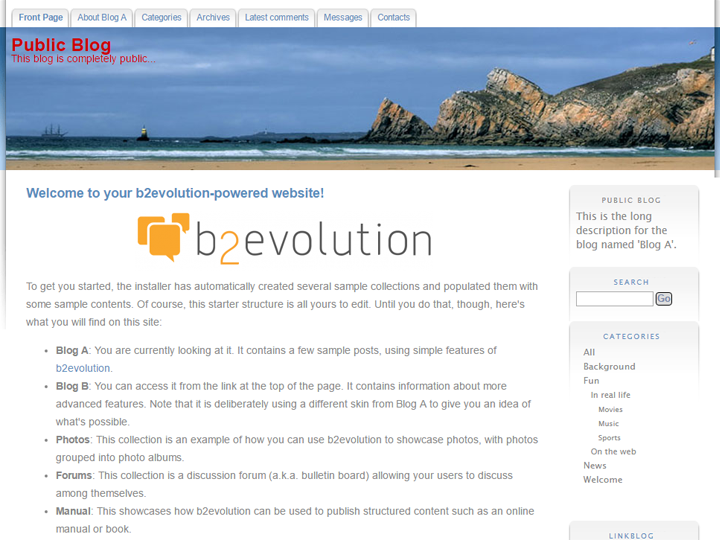 Front Page About Blog A Categories Archives Latest comments Messages Contacts
Public Blog
This blog is completely public...
Welcome to your b2evolution-powered website!
b2evolution
To get you started, the installer has automatically created several sample collections and populated them with
some sample contents. Of course, this starter structure is all yours to edit. Until you do that, though, here's
what you will find on this site:
• Blog A: You are currently looking at it. It contains a few sample posts, using simple features of
b2evolution.
• Blog B: You can access it from the link at the top of the page. It contains information about more
advanced features. Note that it is deliberately using a different skin from Blog A to give you an idea of
what's possible.
• Photos: This collection is an example of how you can use b2evolution to showcase photos, with photos
grouped into photo albums.
• Forums: This collection is a discussion forum (a.k.a. bulletin board) allowing your users to discuss
among themselves.
• Manual: This showcases how b2evolution can be used to publish structured content such as an online
manual or book.
PUBLIC BLOG
This is the long
description for the
blog named 'Blog A'.
SEARCH
Go
CATEGORIES
All
Background
Fun
In real life
Movies
Music
Sports
On the web
News
Welcome
LINKBLOG